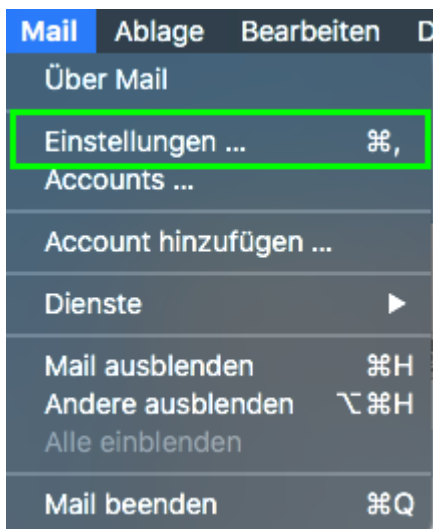 Mail Ablage Bearbeiten D
Über Mail
Einstellungen ... ⌘,
Accounts ...
Account hinzufügen ...
Dienste ▶
Mail ausblenden ⌘H
Andere ausblenden ⌥⌘H
Alle einblenden
Mail beenden ⌘Q